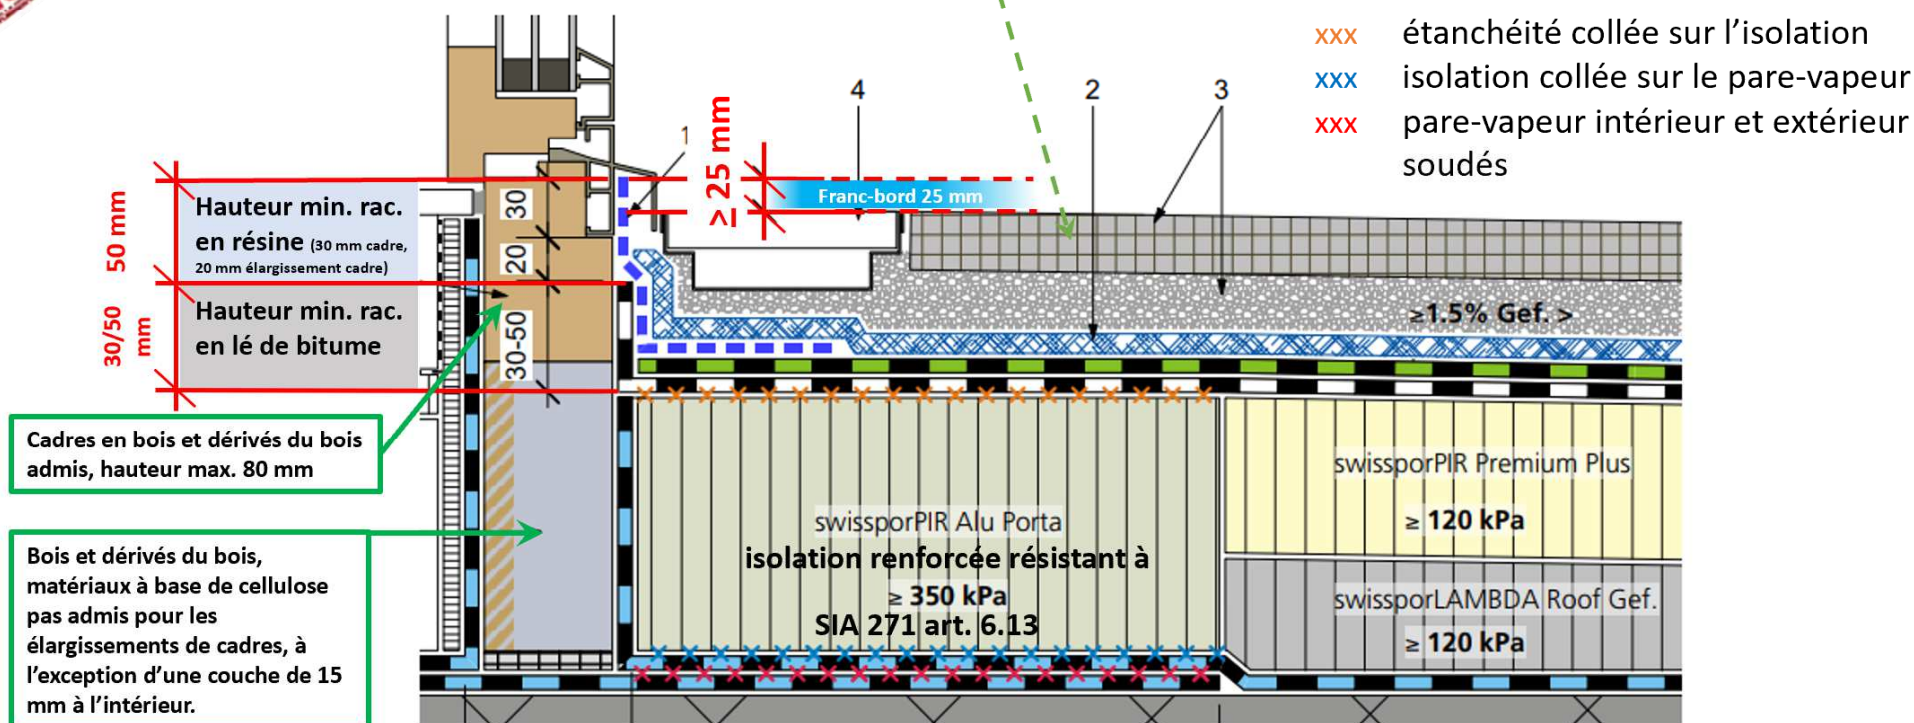 xxx étanchéité collée sur l’isolation
xxx isolation collée sur le pare-vapeur
xxx pare-vapeur intérieur et extérieur
soudés
4
2
3
1
≥ 25 mm
Franc-bord 25 mm
50 mm
Hauteur min. rac.
en résine (30 mm cadre,
20 mm élargissement cadre)
30
20
30/50
mm
Hauteur min. rac.
en lé de bitume
30-50
≥1.5% Gef. >
Cadres en bois et dérivés du bois
admis, hauteur max. 80 mm
swissporPIR Premium Plus
≥ 120 kPa
swissporPIR Alu Porta
isolation renforcée résistant à
≥ 350 kPa
SIA 271 art. 6.13
swissporLAMBDA Roof Gef.
≥ 120 kPa
Bois et dérivés du bois,
matériaux à base de cellulose
pas admis pour les
élargissements de cadres, à
l’exception d’une couche de 15
mm à l’intérieur.